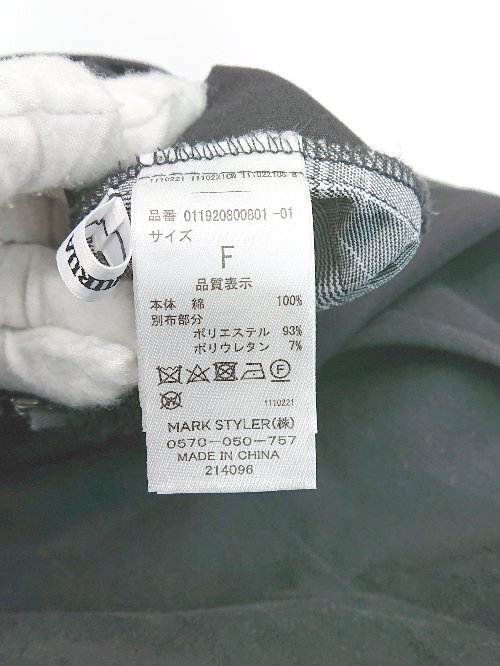 品番 011920800801 -01
サイズ
F
品質表示
本体 綿 100%
別布部分
ポリエステル 93%
ポリウレタン 7%
F
W
1110221
MARK STYLER(株)
0570-050-757
MADE IN CHINA
214096